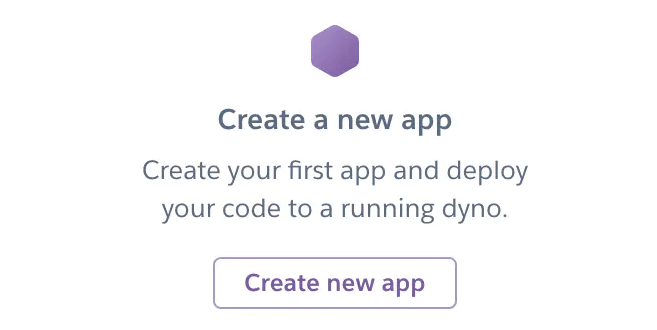 Create a new app
Create your first app and deploy
your code to a running dyno.
Create new app